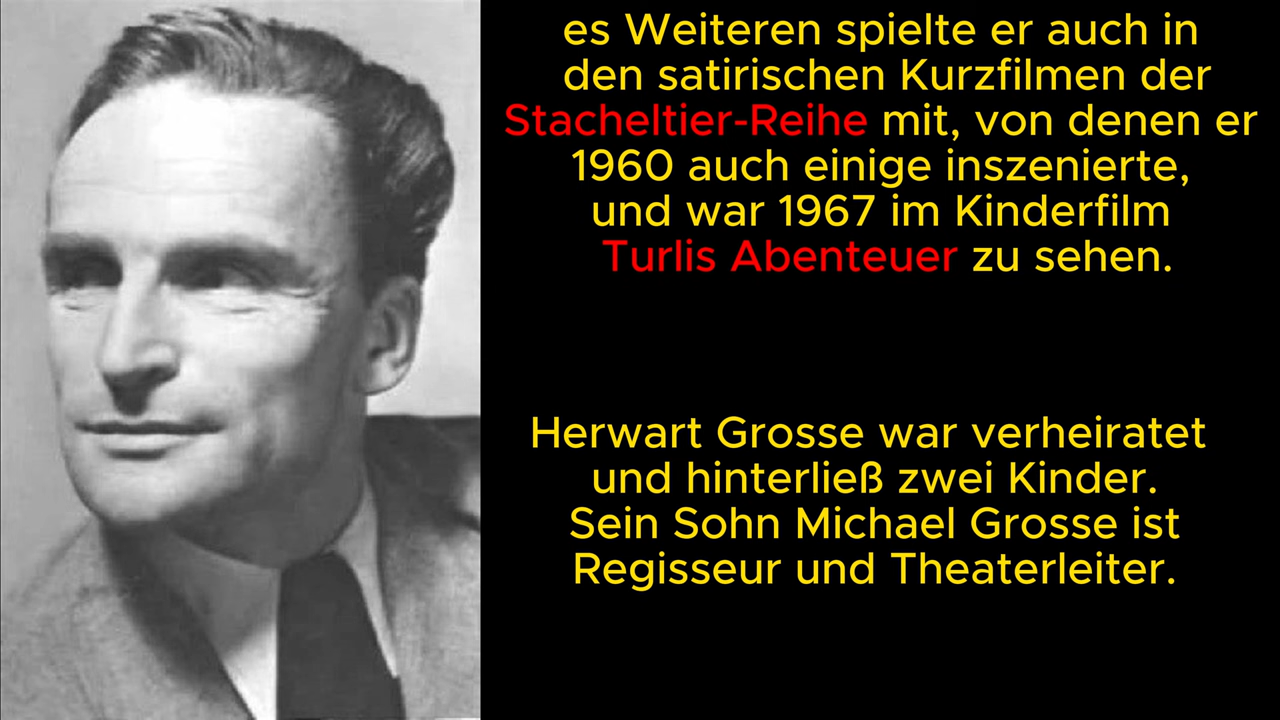 es Weiteren spielte er auch in
den satirischen Kurzfilmen der
Stacheltier-Reihe mit, von denen er
1960 auch einige inszenierte,
und war 1967 im Kinderfilm
Turlis Abenteuer zu sehen.
Herwart Grosse war verheiratet
und hinterließ zwei Kinder.
Sein Sohn Michael Grosse ist
Regisseur und Theaterleiter.